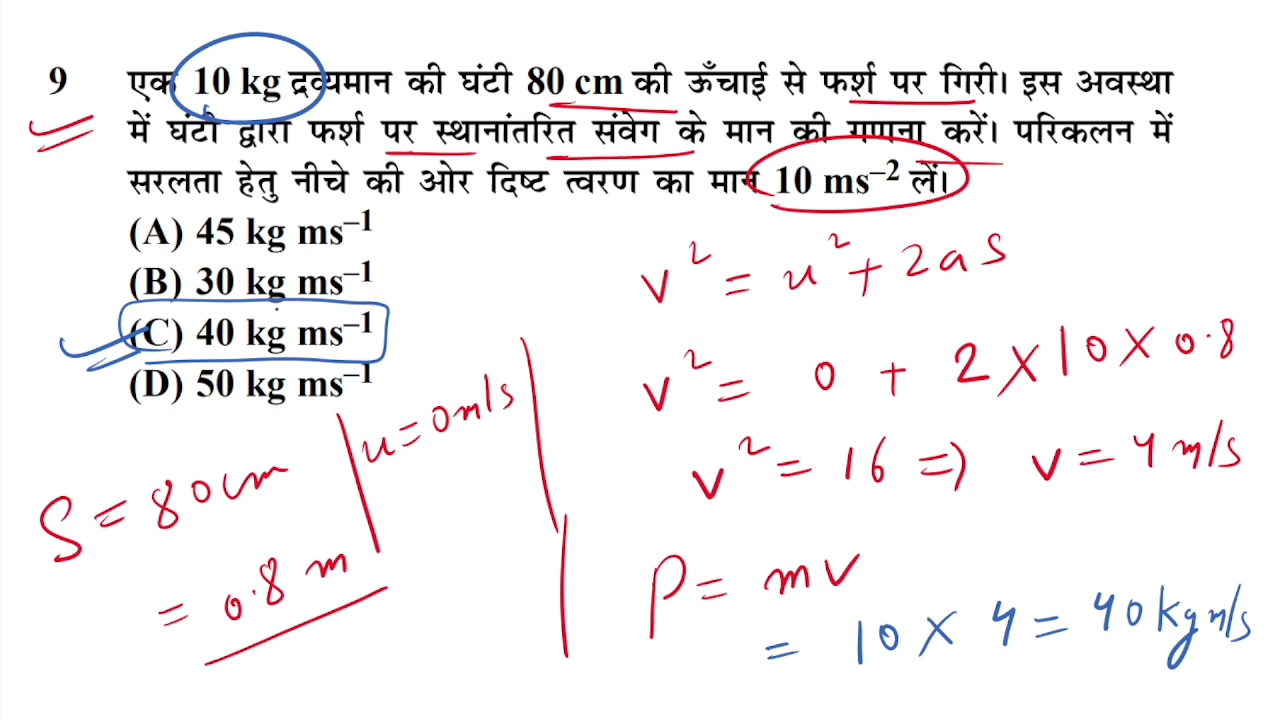 9 एक 10 kg द्रव्यमान की घंटी 80 cm की ऊँचाई से फर्श पर गिरी। इस अवस्था
में घंटी द्वारा फर्श पर स्थानांतरित संवेग के मान की गणना करें। परिकलन में
सरलता हेतु नीचे की ओर दिष्ट त्वरण का मान 10 ms⁻² लें।
(A) 45 kg ms⁻¹
(B) 30 kg ms⁻¹
(C) 40 kg ms⁻¹
(D) 50 kg ms⁻¹
S = 80cm
= 0.8 m
u = 0m/s
v² = u² + 2as
v² = 0 + 2 × 10 × 0.8
v² = 16 ⇒ v = 4 m/s
P = mv
= 10 × 4 = 40 kg m/s